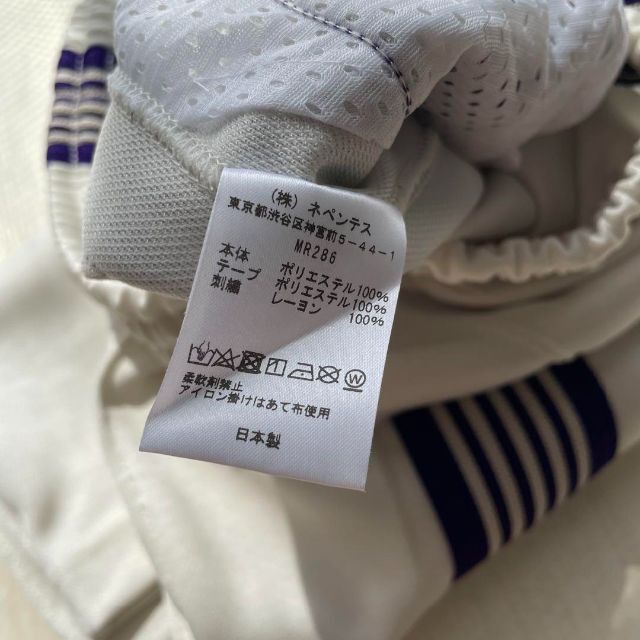 (株) ネペンテス
東京都渋谷区神宮前5-44-1
MR286
本体 ポリエステル100%
テープ ポリエステル100%
刺繍 レーヨン 100%
柔軟剤禁止
アイロン掛けはあて布使用
日本製